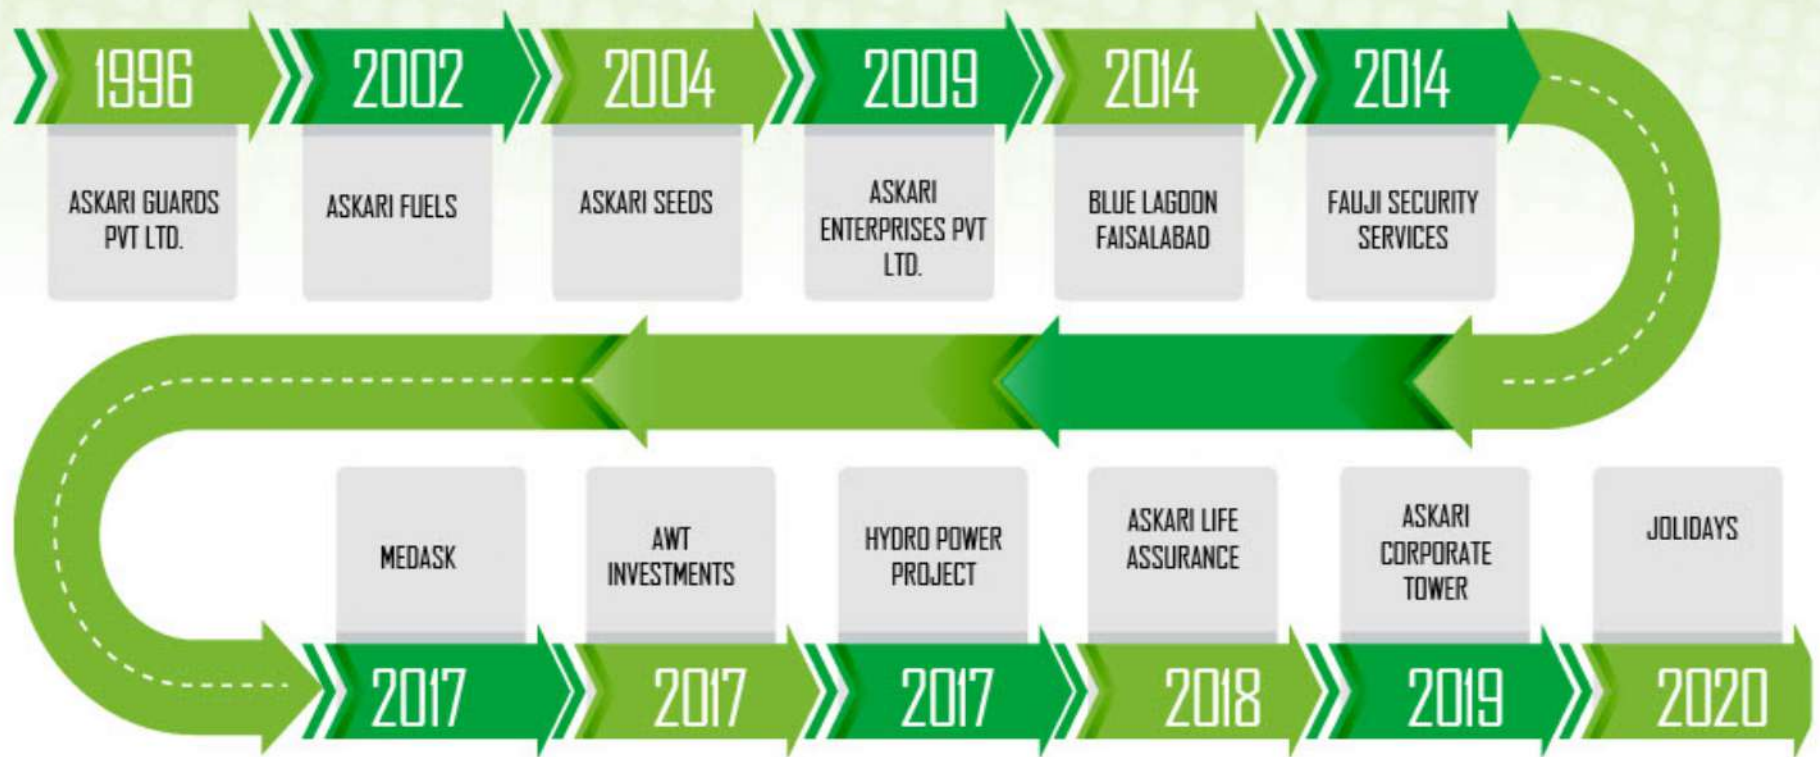 1996
2002
2004
2009
2014
2014
ASKARI GUARDS
PVT LTD.
ASKARI FUELS
ASKARI SEEDS
ASKARI
ENTERPRISES PVT
LTD.
BLUE LAGOON
FAISALABAD
FAUJI SECURITY
SERVICES
MEDASK
AWT
INVESTMENTS
HYDRO POWER
PROJECT
ASKARI LIFE
ASSURANCE
ASKARI
CORPORATE
TOWER
JOLIDAYS
2017
2017
2017
2018
2019
2020